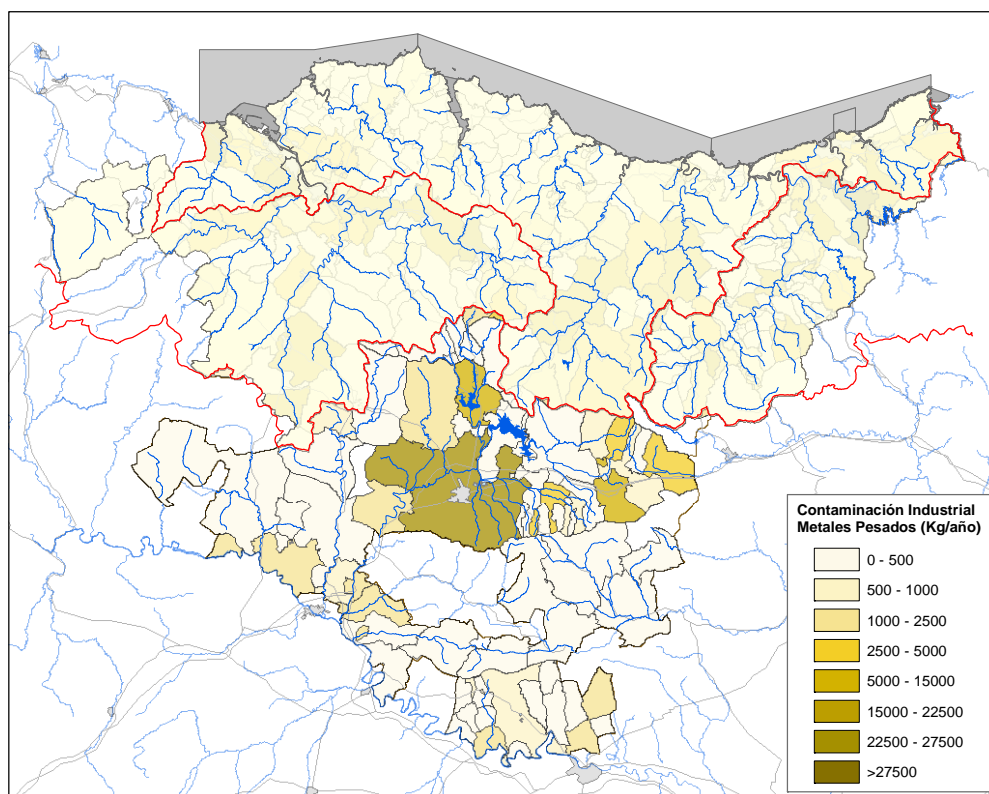 Contaminación Industrial
Metales Pesados (Kg/año)
0 - 500
500 - 1000
1000 - 2500
2500 - 5000
5000 - 15000
15000 - 22500
22500 - 27500
>27500